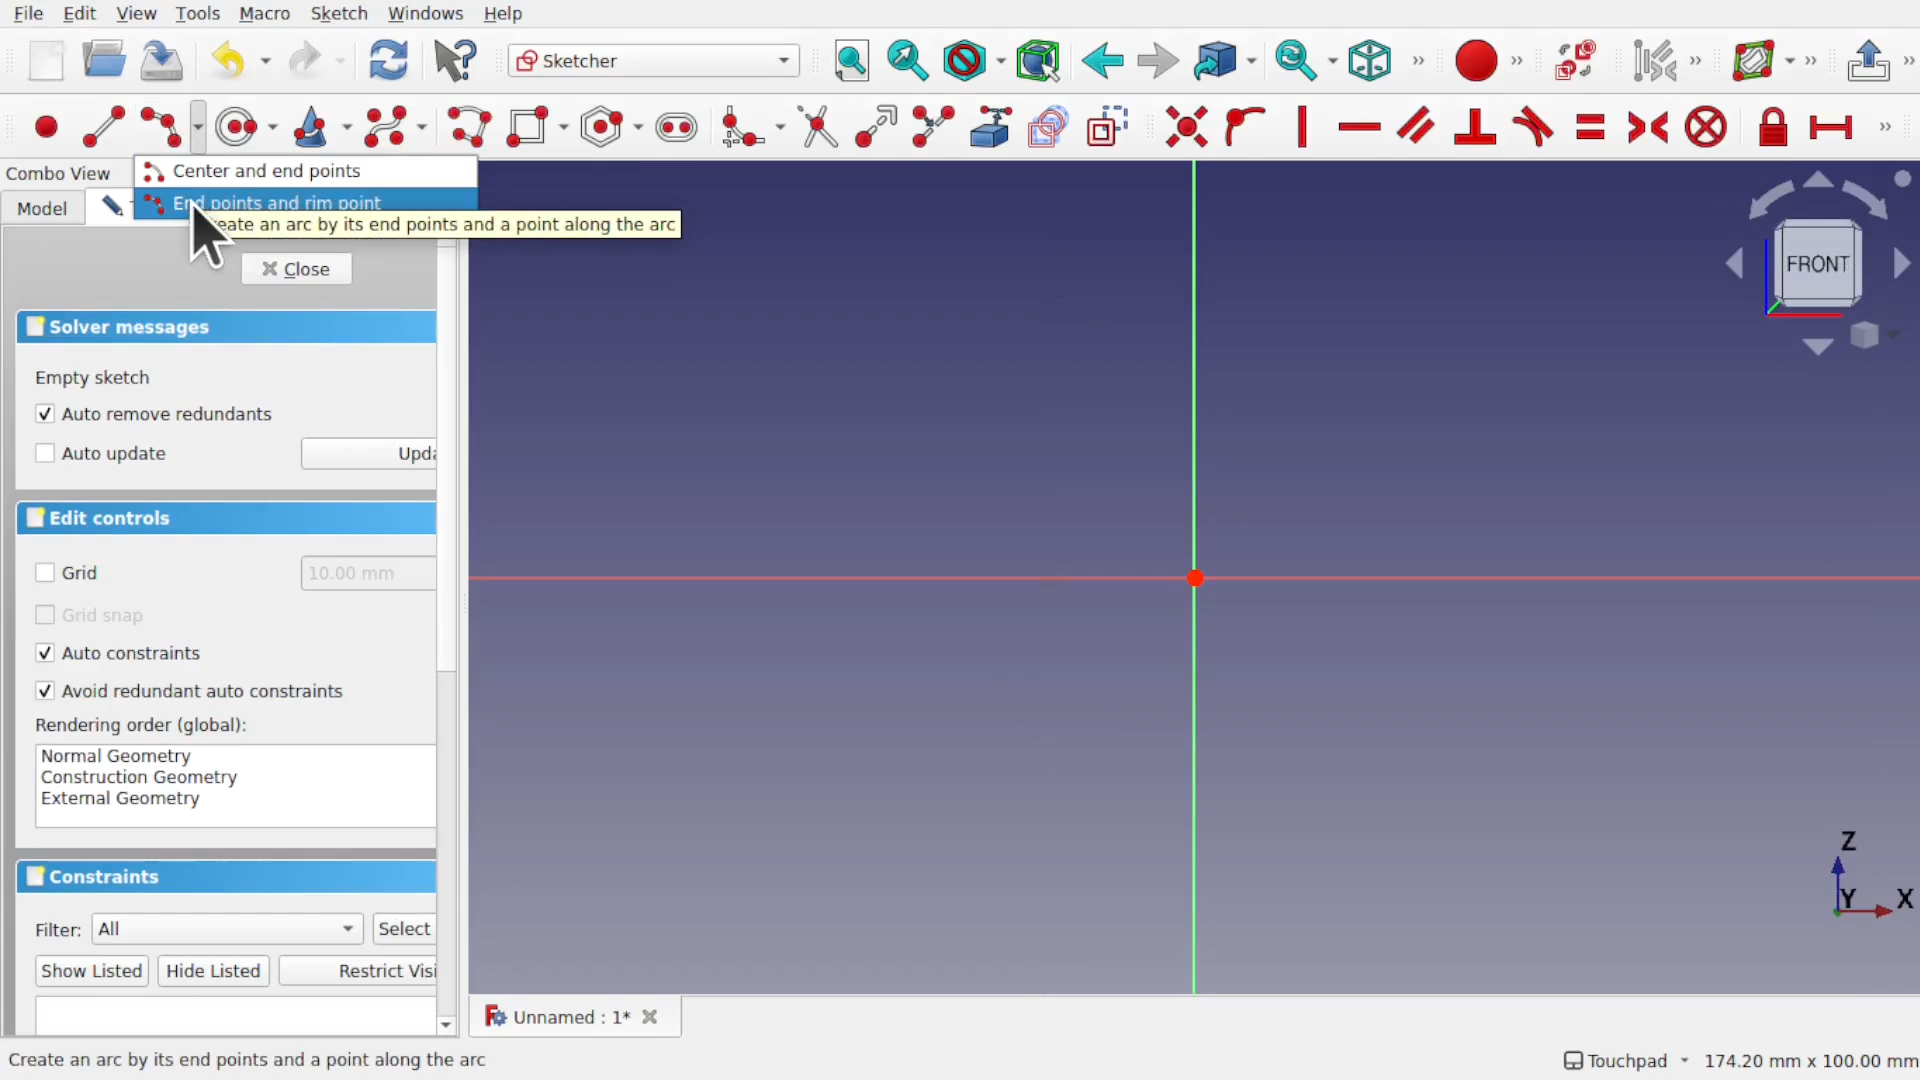 File Edit View Tools Macro Sketch Windows Help
Sketcher
Combo View
Center and end points
End points and rim point
Model
create an arc by its end points and a point along the arc
Close
FRONT
Solver messages
Empty sketch
Auto remove redundants
Auto update
Upda
Edit controls
Grid
10.00 mm
Grid snap
Auto constraints
Avoid redundant auto constraints
Rendering order (global):
Normal Geometry
Construction Geometry
External Geometry
Z
Y
X
Constraints
Filter: All
Select
Show Listed
Hide Listed
Restrict Visi
Unnamed : 1*
Create an arc by its end points and a point along the arc
Touchpad
174.20 mm x 100.00 mm